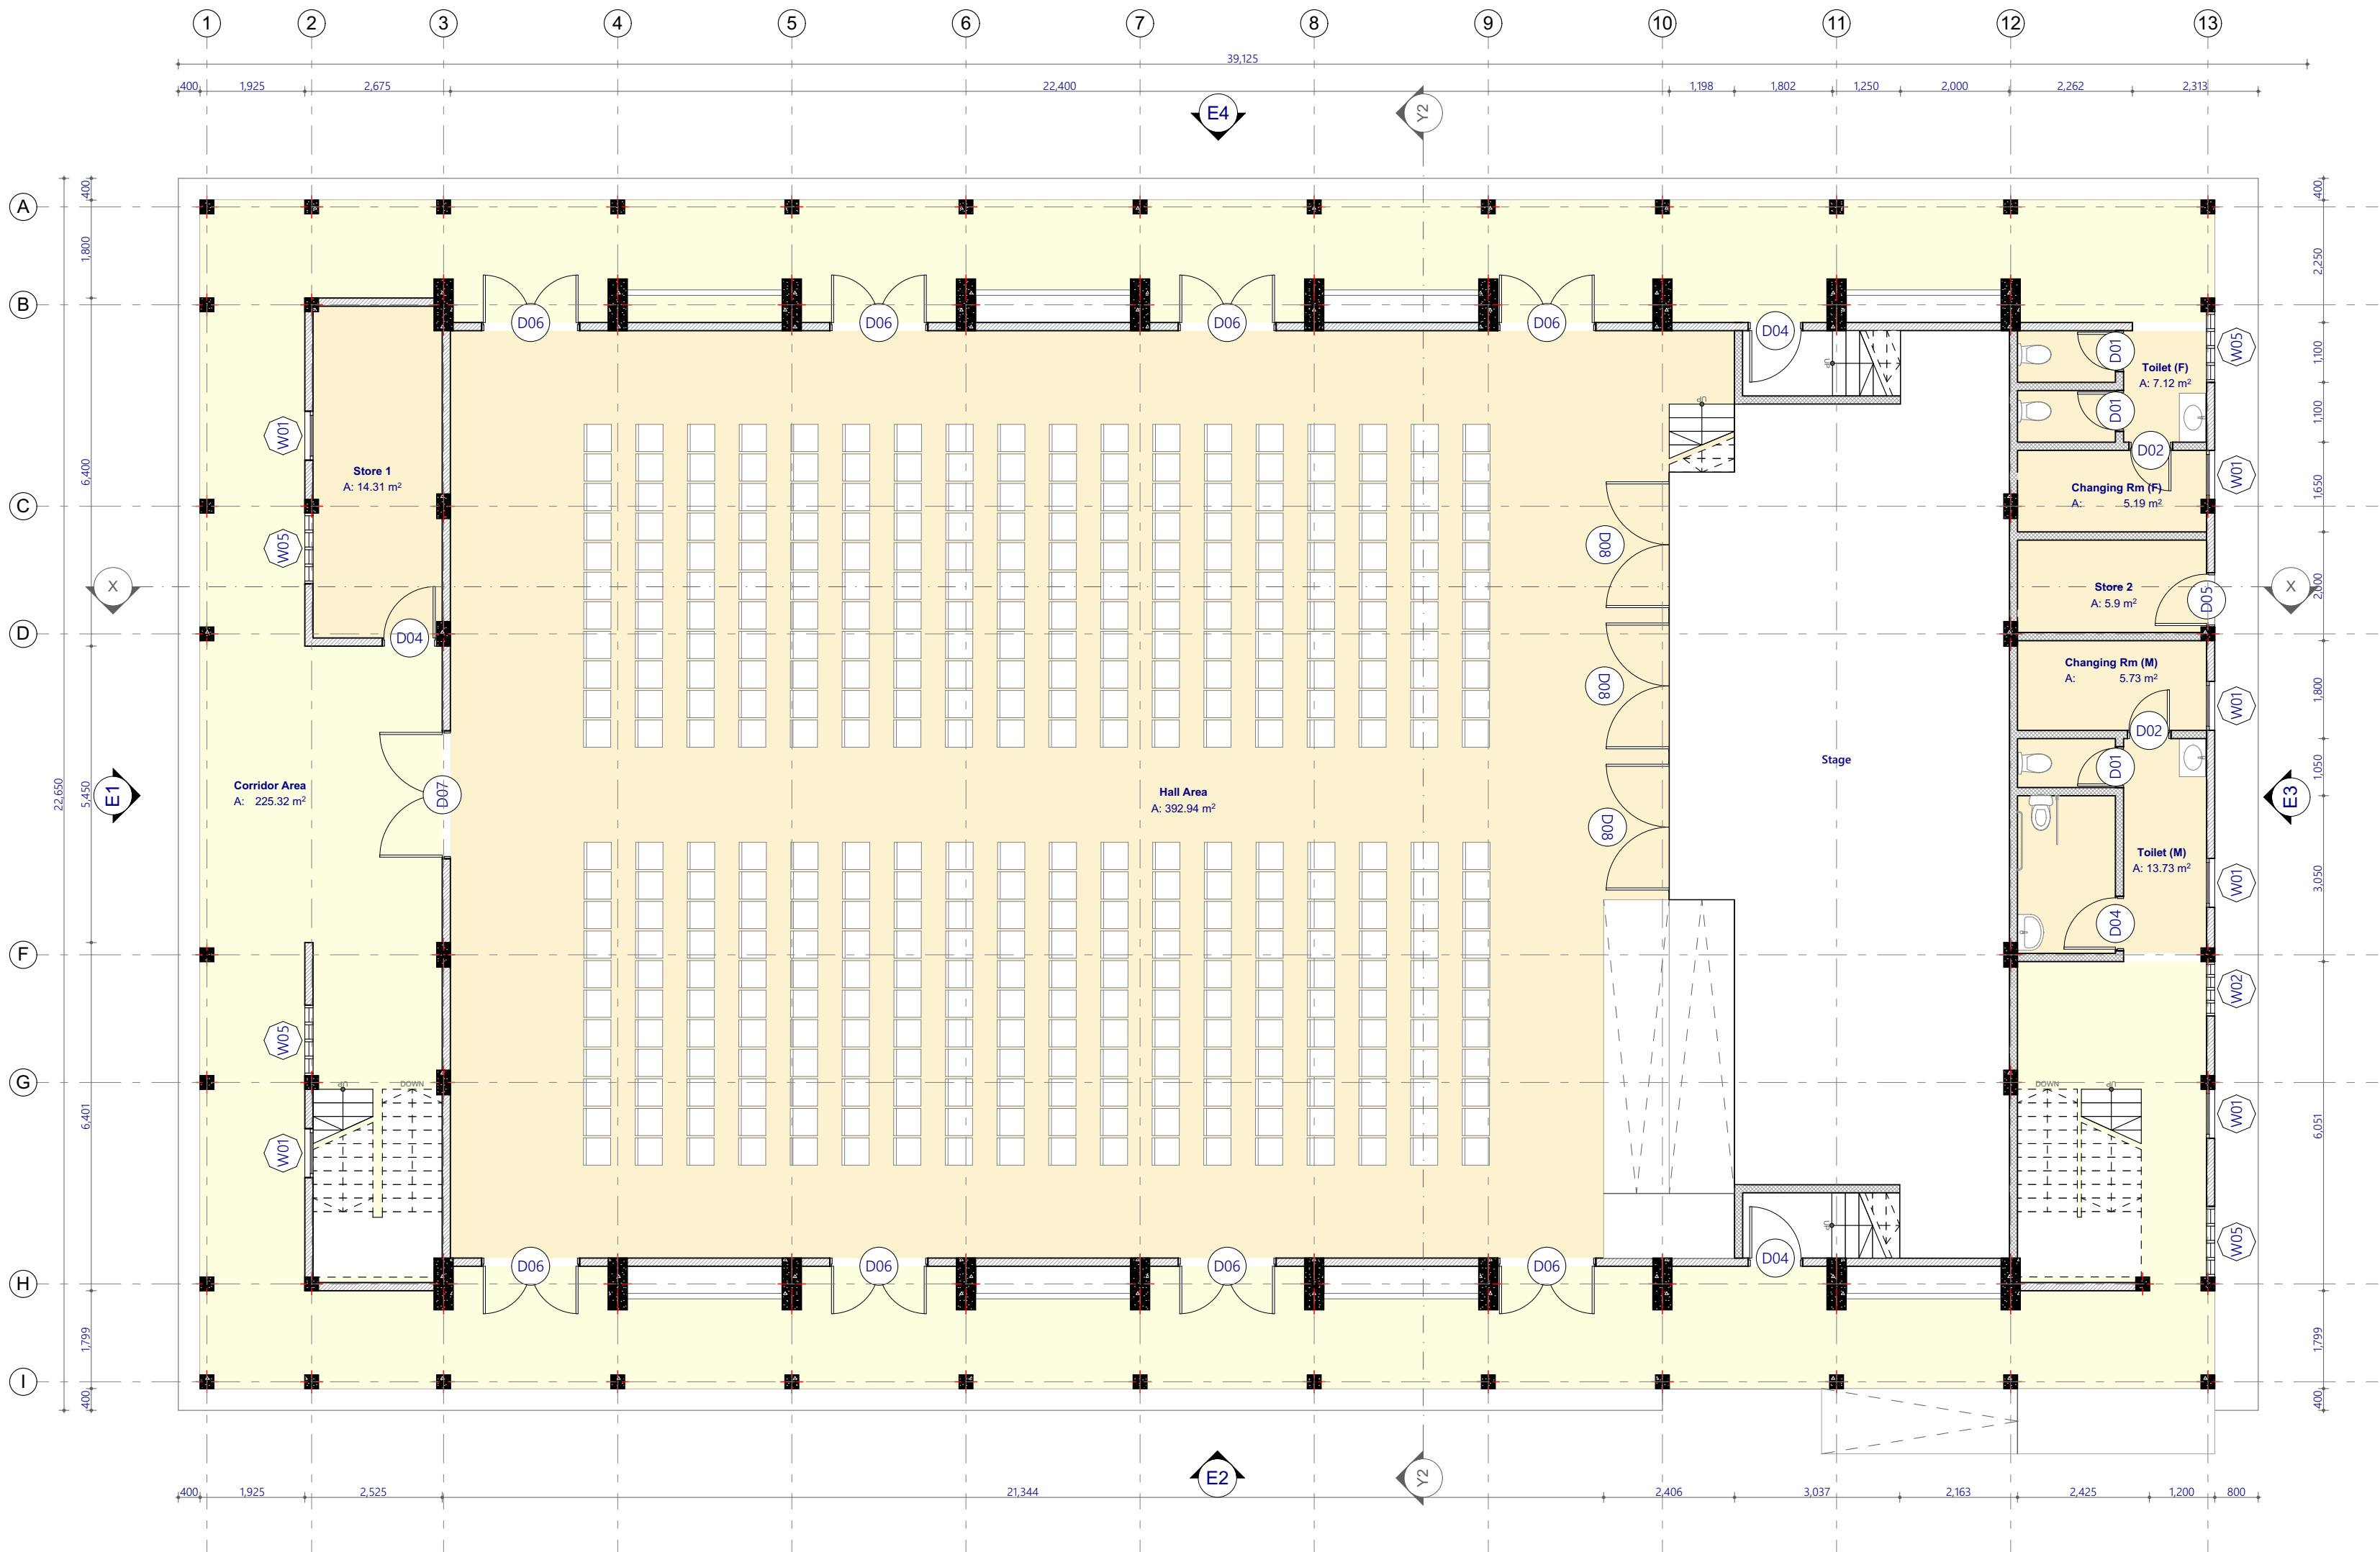 1 2 3 4 5 6 7 8 9 10 11 12 13
39,125
400 1,925 2,675 22,400 1,198 1,802 1,250 2,000 2,262 2,313
E4 Y2
400 A 400
1,800 2,250
B
D06 D06 D06 D06 D04
UP
D01 W05
1,100
Toilet (F)
A: 7.12 m²
UP
D01
1,100
W01
D02
6,400
Store 1
A: 14.31 m²
W01
Changing Rm (F)
A: 5.19 m²
1,650
C
W05
D08
X Store 2 X
A: 5.9 m²
D05
2,000
D D04
Changing Rm (M)
A: 5.73 m²
D08
1,800
W01
D02
Stage
D01
1,050
22,650
5,450
E1
Corridor Area
A: 225.32 m²
D07
Hall Area
A: 392.94 m²
E3
D08
Toilet (M)
A: 13.73 m²
W01
3,050
D04
F
W02
W05
G
UP DOWN DOWN UP
W01
6,401
W01
6,051
UP
W05
D06 D06 D06 D06 D04
H
1,799 1,799
I
400 400
E2 Y2
400 1,925 2,525 21,344 2,406 3,037 2,163 2,425 1,200 800